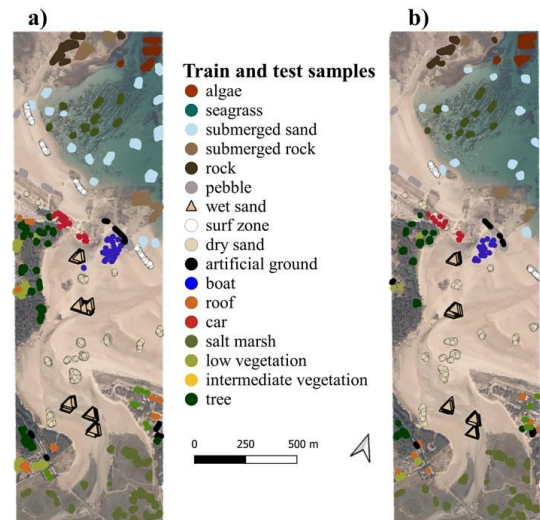 a)
b)
Train and test samples
algae
seagrass
submerged sand
submerged rock
rock
pebble
wet sand
surf zone
dry sand
artificial ground
boat
roof
car
salt marsh
low vegetation
intermediate vegetation
tree
0 250 500 m